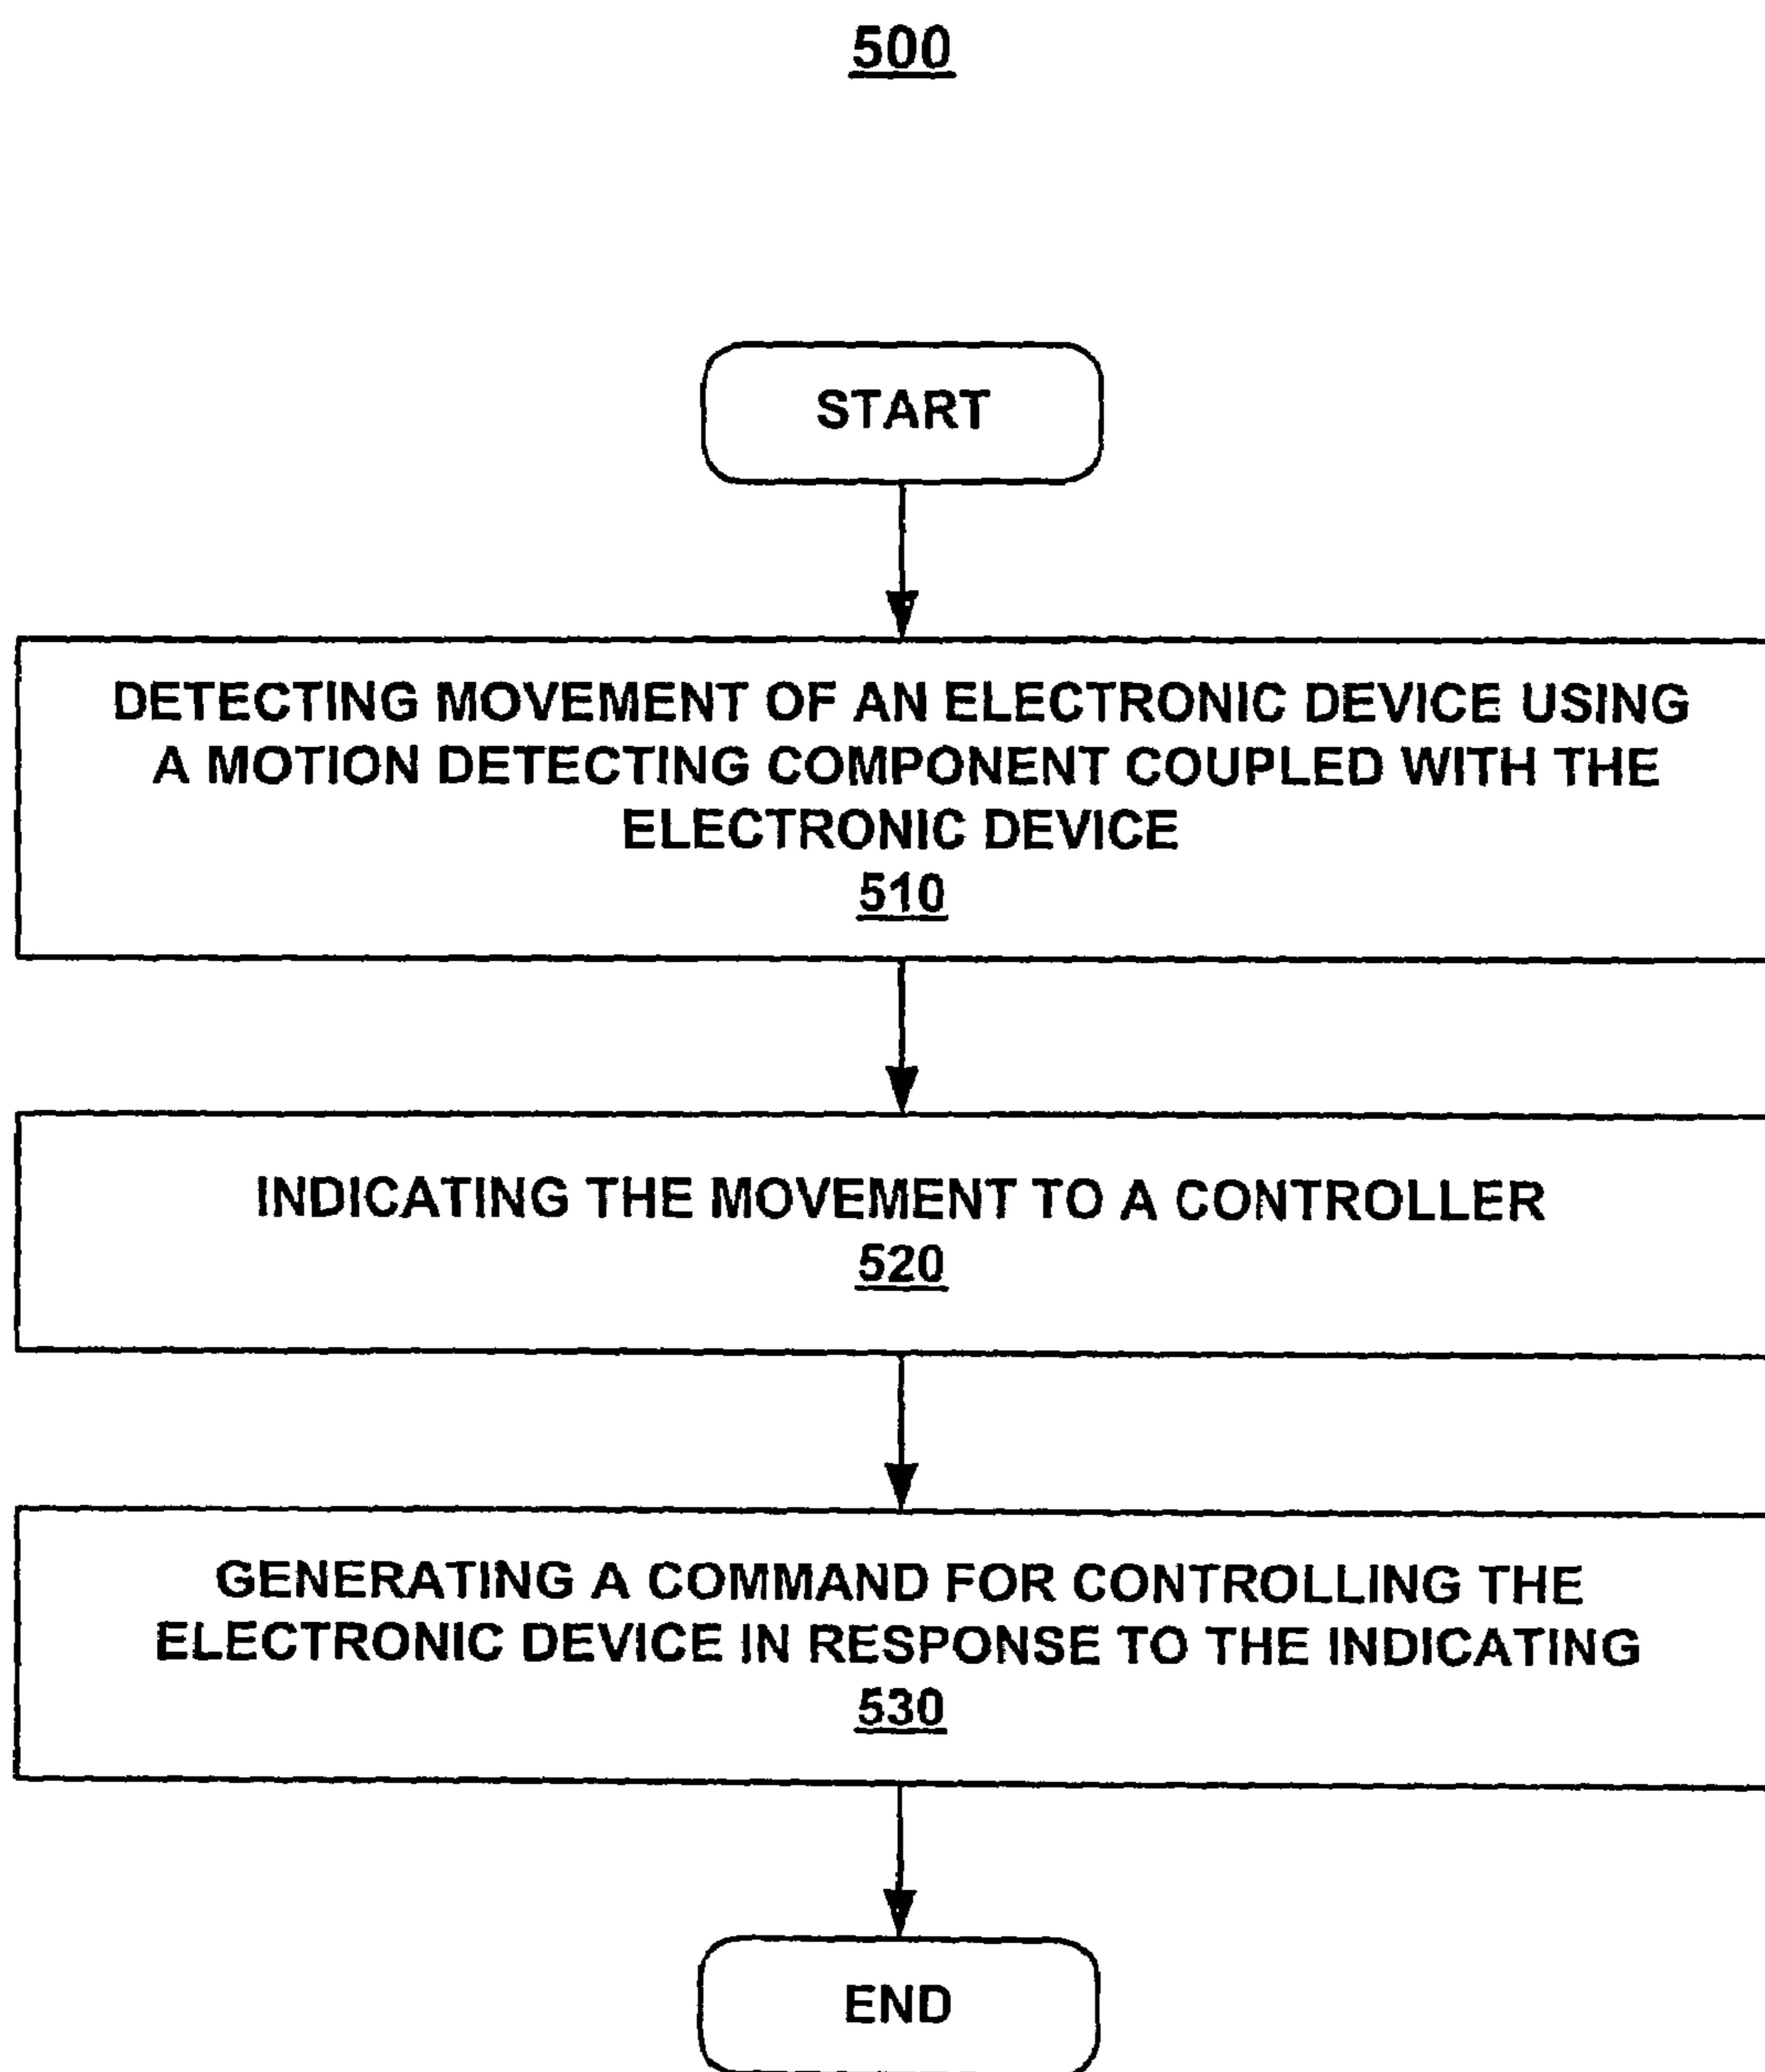 500
START
DETECTING MOVEMENT OF AN ELECTRONIC DEVICE USING
A MOTION DETECTING COMPONENT COUPLED WITH THE
ELECTRONIC DEVICE
510
INDICATING THE MOVEMENT TO A CONTROLLER
520
GENERATING A COMMAND FOR CONTROLLING THE
ELECTRONIC DEVICE IN RESPONSE TO THE INDICATING
530
END